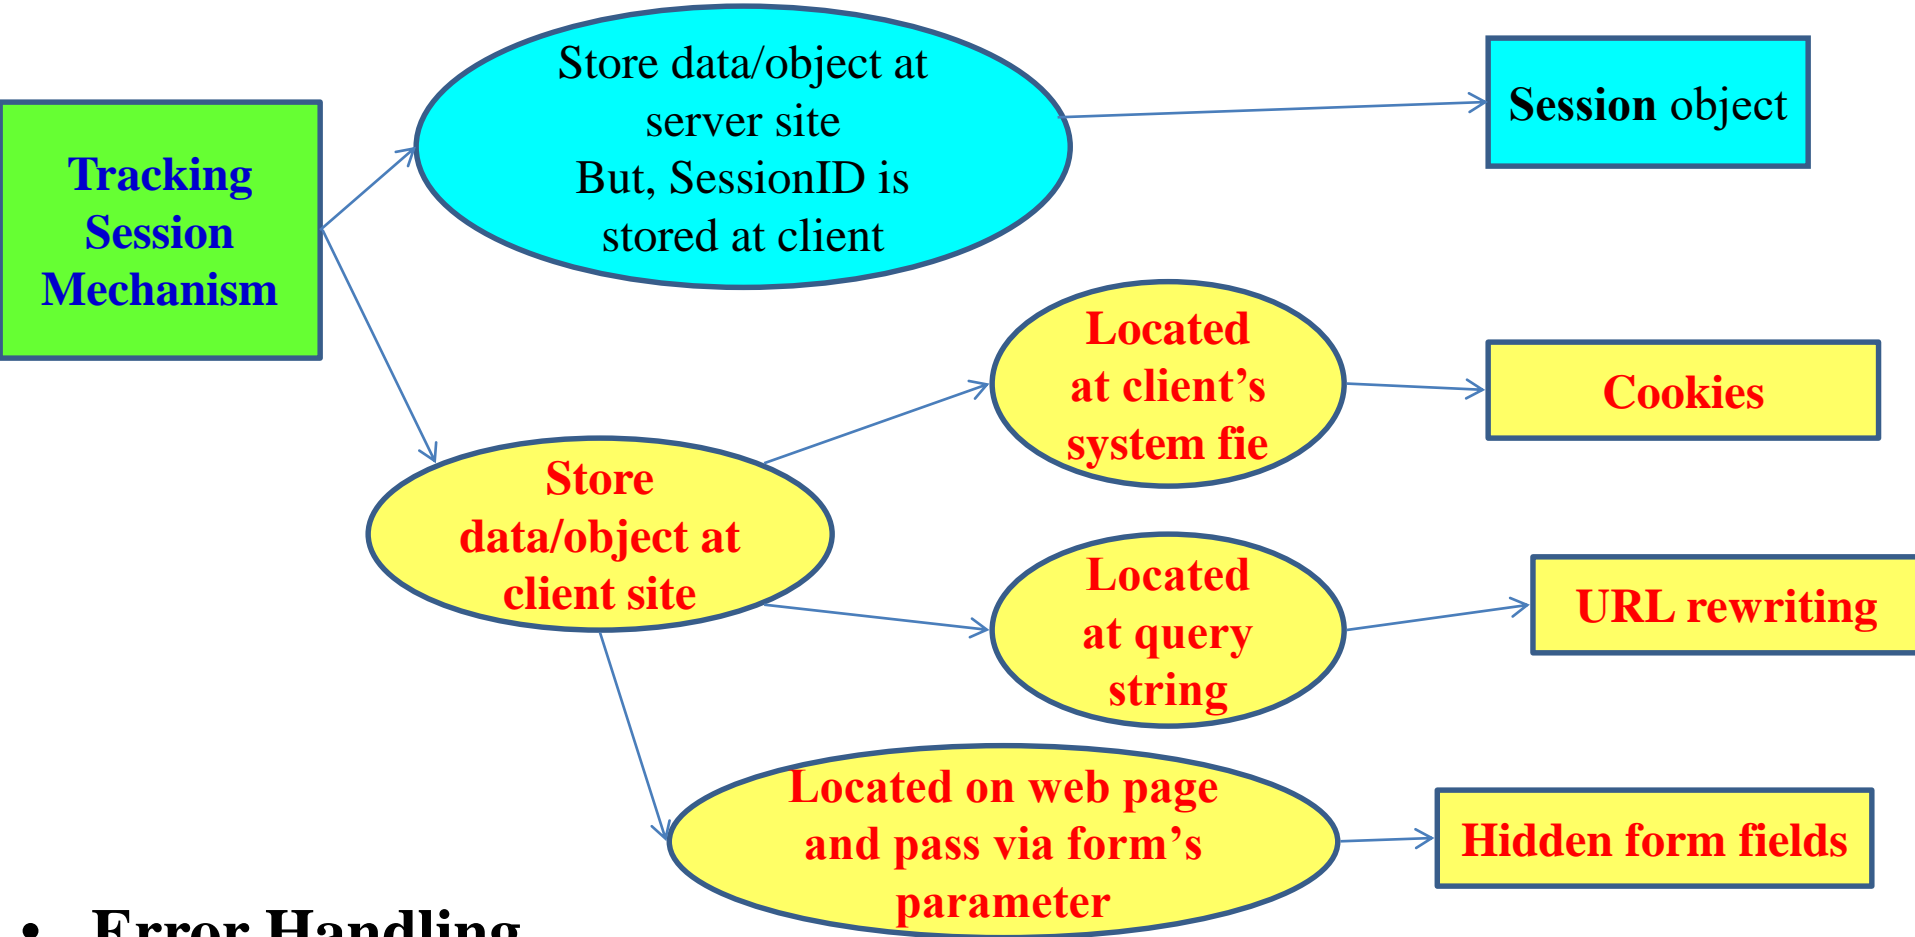 Tracking
Session
Mechanism
Store data/object at
server site
But, SessionID is
stored at client
Session object
Located
at client’s
system fie
Cookies
Store
data/object at
client site
Located
at query
string
URL rewriting
Located on web page
and pass via form’s
parameter
Hidden form fields
• Error Handling